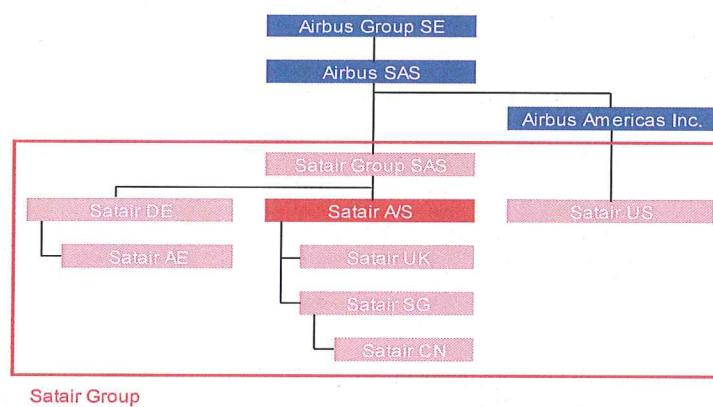 Airbus Group SE
Airbus SAS
Airbus Americas Inc.
Satair Group SAS
Satair DE
Satair A/S
Satair US
Satair AE
Satair UK
Satair SG
Satair CN
Satair Group